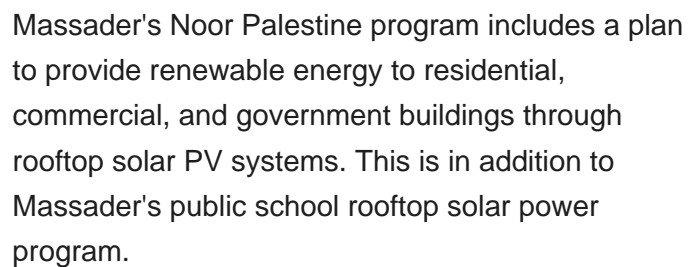 Massader's Noor Palestine program includes a plan
to provide renewable energy to residential,
commercial, and government buildings through
rooftop solar PV systems. This is in addition to
Massader's public school rooftop solar power
program.